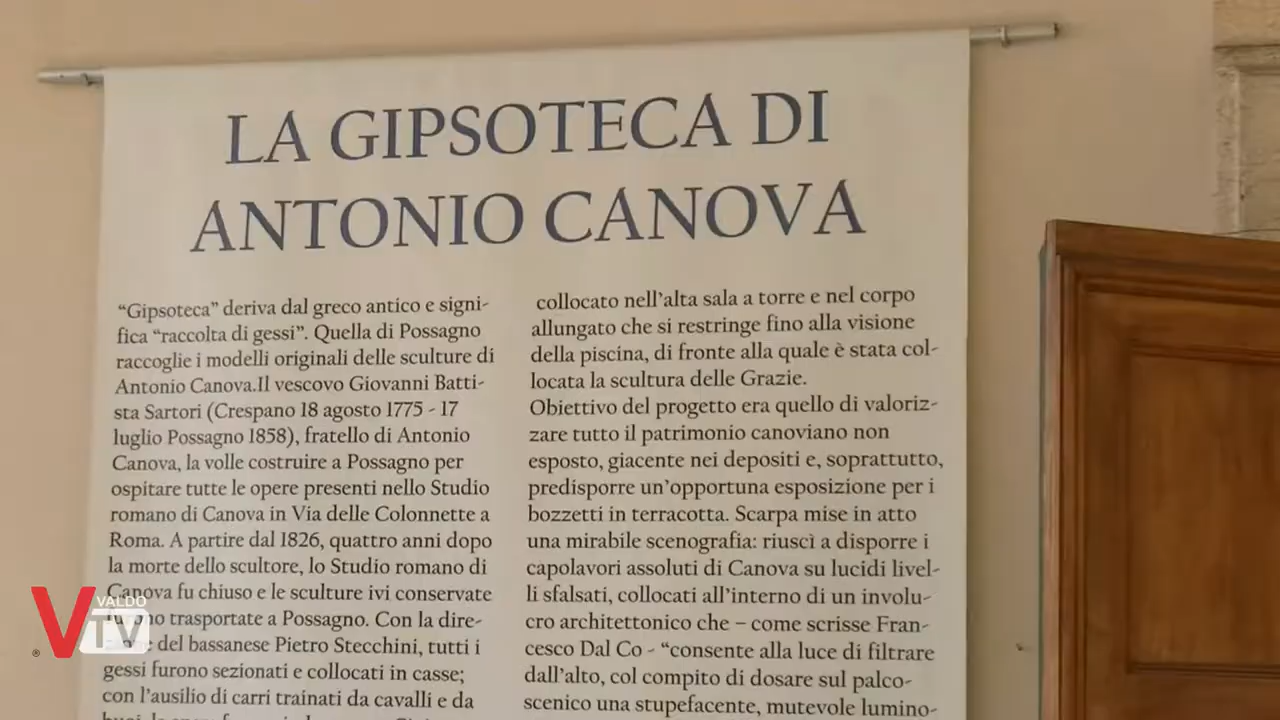 LA GIPSOTECA DI
ANTONIO CANOVA
“Gipsoteca” deriva dal greco antico e signi-
fica “raccolta di gessi”. Quella di Possagno
raccoglie i modelli originali delle sculture di
Antonio Canova.Il vescovo Giovanni Batti-
sta Sartori (Crespano 18 agosto 1775 - 17
luglio Possagno 1858), fratello di Antonio
Canova, la volle costruire a Possagno per
ospitare tutte le opere presenti nello Studio
romano di Canova in Via delle Colonnette a
Roma. A partire dal 1826, quattro anni dopo
la morte dello scultore, lo Studio romano di
Canova fu chiuso e le sculture ivi conservate
trasportate a Possagno. Con la dire-
del bassanese Pietro Stecchini, tutti i
gessi furono sezionati e collocati in casse;
con l’ausilio di carri trainati da cavalli e da
collocato nell’alta sala a torre e nel corpo
allungato che si restringe fino alla visione
della piscina, di fronte alla quale è stata col-
locata la scultura delle Grazie.
Obiettivo del progetto era quello di valoriz-
zare tutto il patrimonio canoviano non
esposto, giacente nei depositi e, soprattutto,
predisporre un’opportuna esposizione per i
bozzetti in terracotta. Scarpa mise in atto
una mirabile scenografia: riuscì a disporre i
capolavori assoluti di Canova su lucidi livel-
li sfalsati, collocati all’interno di un involu-
cro architettonico che – come scrisse Fran-
cesco Dal Co - “consente alla luce di filtrare
dall’alto, col compito di dosare sul palco-
scenico una stupefacente, mutevole lumino-
VALDO
V TV
®